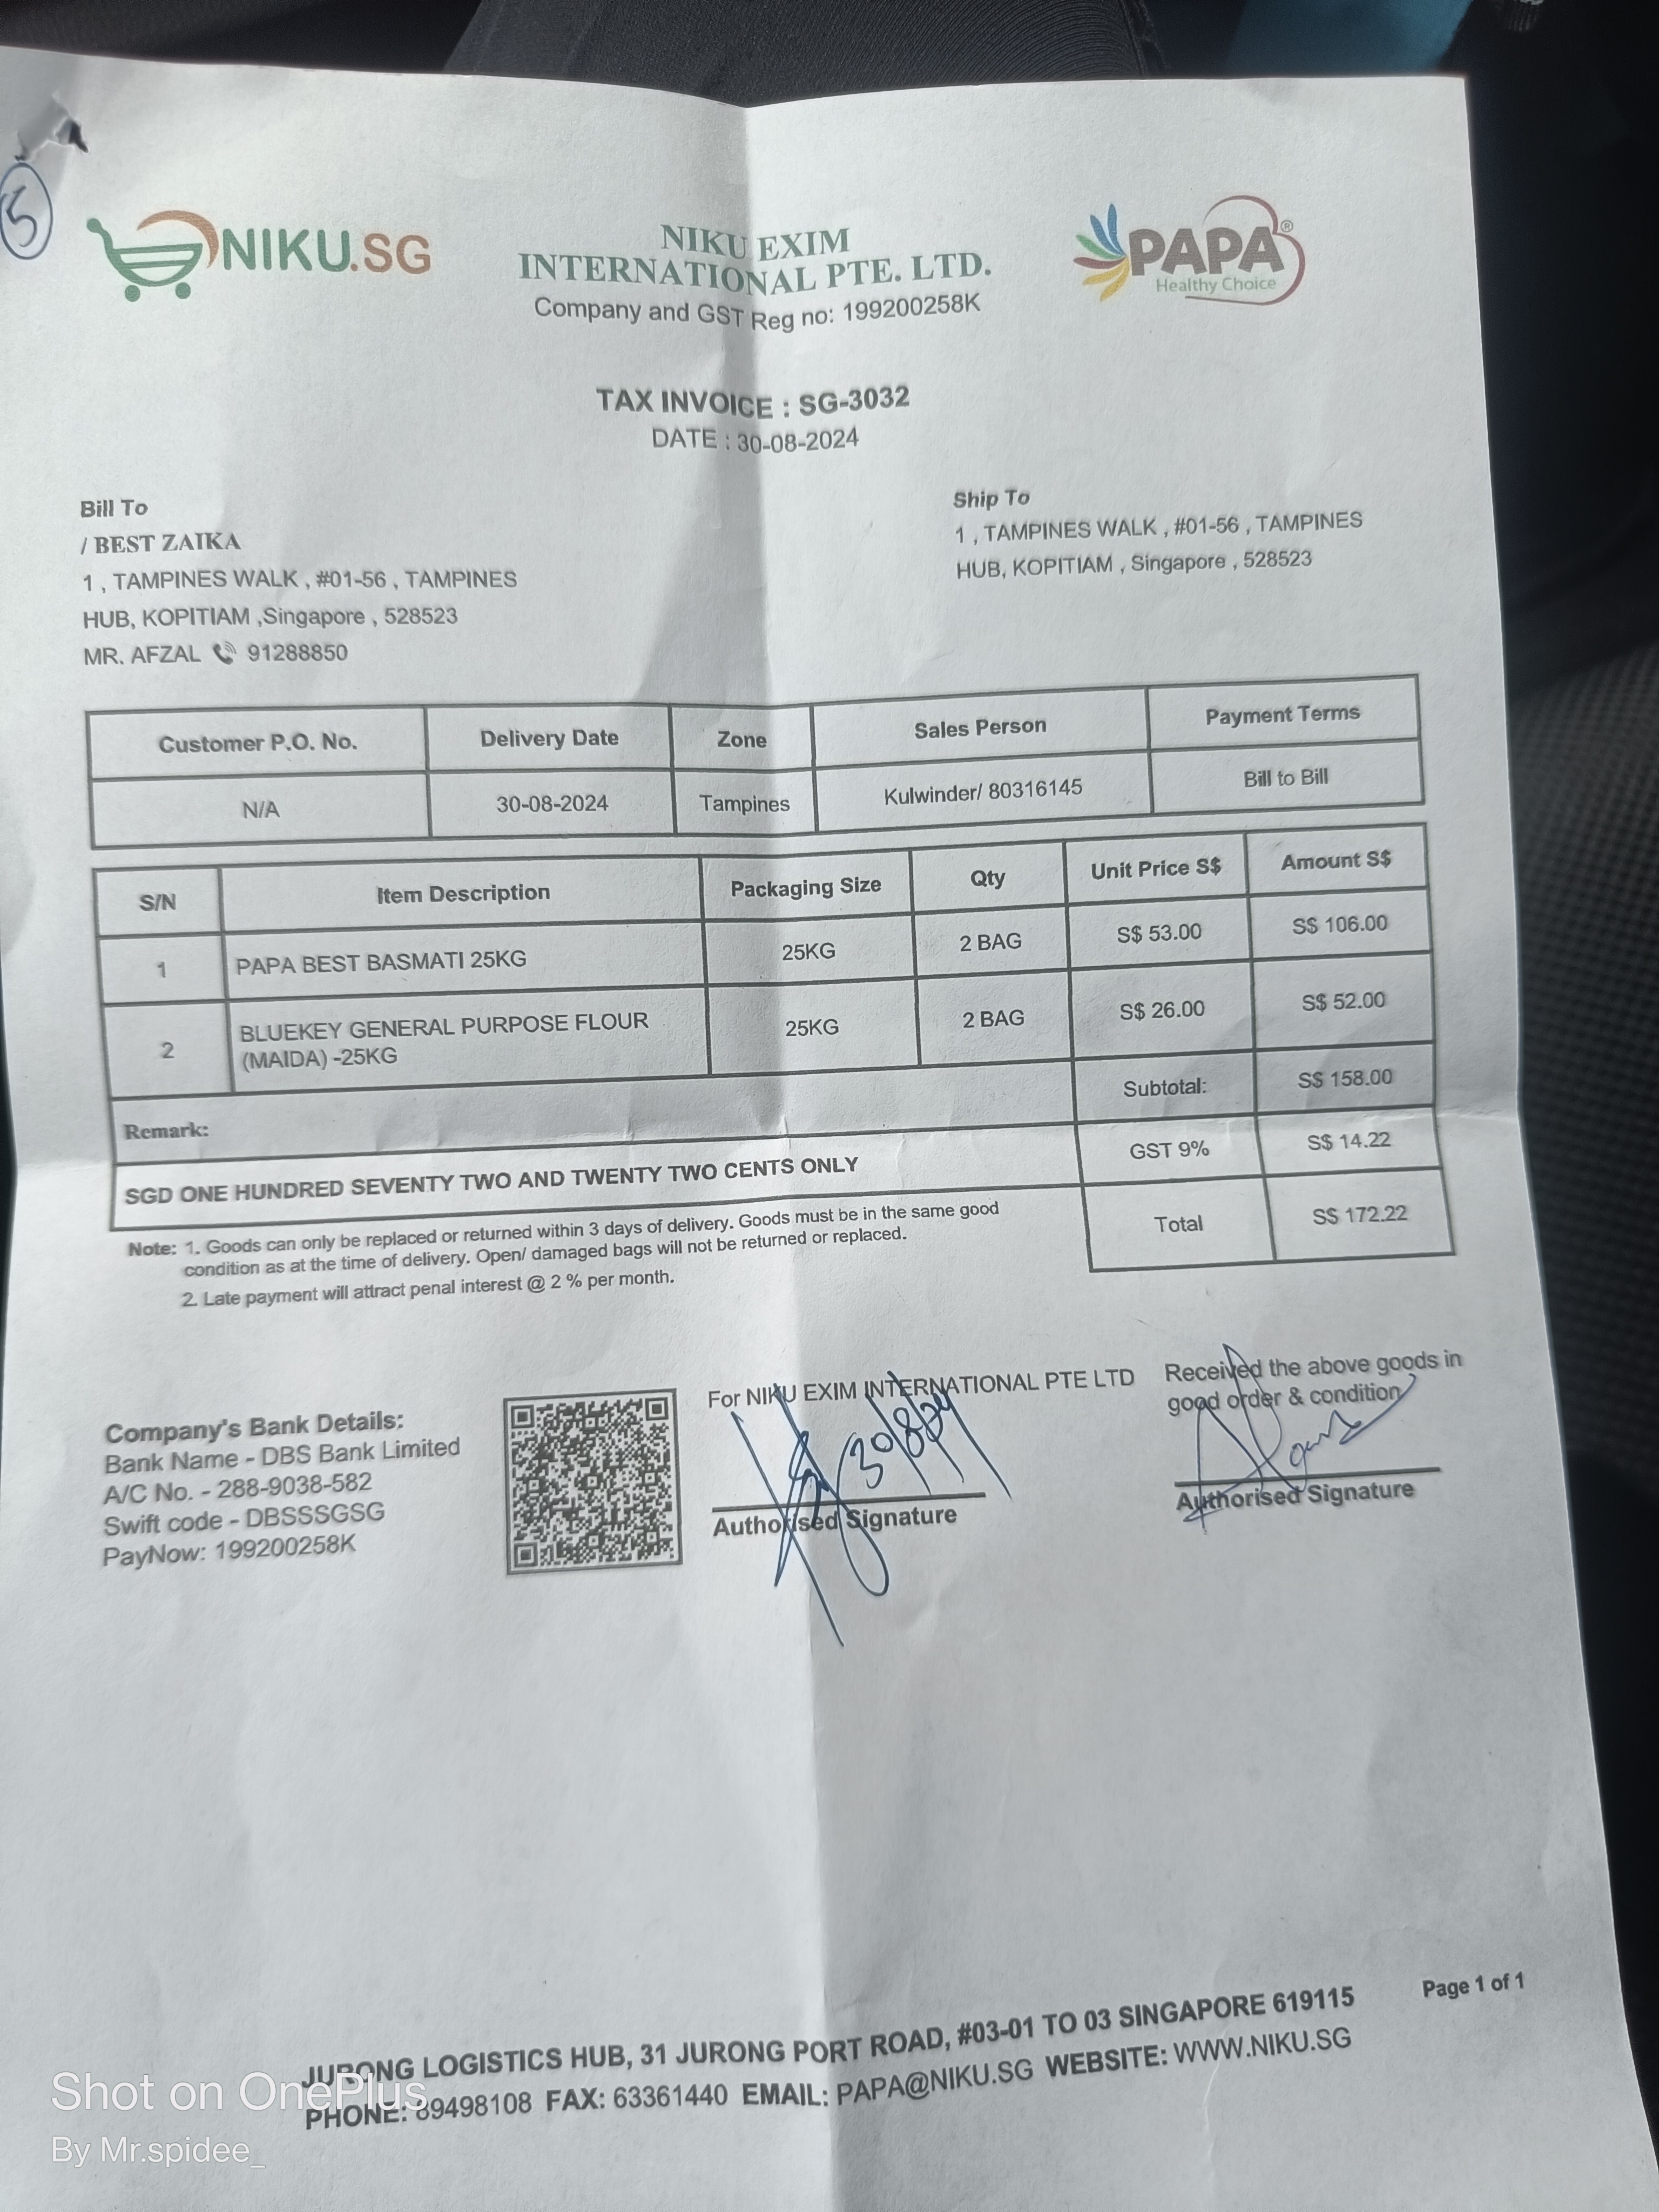 5
NIKU.SG
NIKU EXIM
INTERNATIONAL PTE. LTD.
Company and GST Reg no: 199200258K
PAPA®
Healthy Choice
TAX INVOICE : SG-3032
DATE : 30-08-2024
Bill To
/ BEST ZAIKA
1 , TAMPINES WALK , #01-56 , TAMPINES
HUB, KOPITIAM ,Singapore , 528523
MR. AFZAL 91288850
Ship To
1 , TAMPINES WALK , #01-56 , TAMPINES
HUB, KOPITIAM , Singapore , 528523
Customer P.O. No. Delivery Date Zone Sales Person Payment Terms
N/A 30-08-2024 Tampines Kulwinder/ 80316145 Bill to Bill
S/N Item Description Packaging Size Qty Unit Price S$ Amount S$
1 PAPA BEST BASMATI 25KG 25KG 2 BAG S$ 53.00 S$ 106.00
2 BLUEKEY GENERAL PURPOSE FLOUR (MAIDA) -25KG 25KG 2 BAG S$ 26.00 S$ 52.00
Remark: Subtotal: S$ 158.00
SGD ONE HUNDRED SEVENTY TWO AND TWENTY TWO CENTS ONLY GST 9% S$ 14.22
Total S$ 172.22
Note: 1. Goods can only be replaced or returned within 3 days of delivery. Goods must be in the same good
condition as at the time of delivery. Open/ damaged bags will not be returned or replaced.
2. Late payment will attract penal interest @ 2 % per month.
Company's Bank Details:
Bank Name - DBS Bank Limited
A/C No. - 288-9038-582
Swift code - DBSSSGSG
PayNow: 199200258K
For NIKU EXIM INTERNATIONAL PTE LTD
30/8/24
Authorised Signature
Received the above goods in
good order & condition
Authorised Signature
Page 1 of 1
JURONG LOGISTICS HUB, 31 JURONG PORT ROAD, #03-01 TO 03 SINGAPORE 619115
PHONE: 89498108 FAX: 63361440 EMAIL: PAPA@NIKU.SG WEBSITE: WWW.NIKU.SG
Shot on OnePlus
By Mr.spidee_